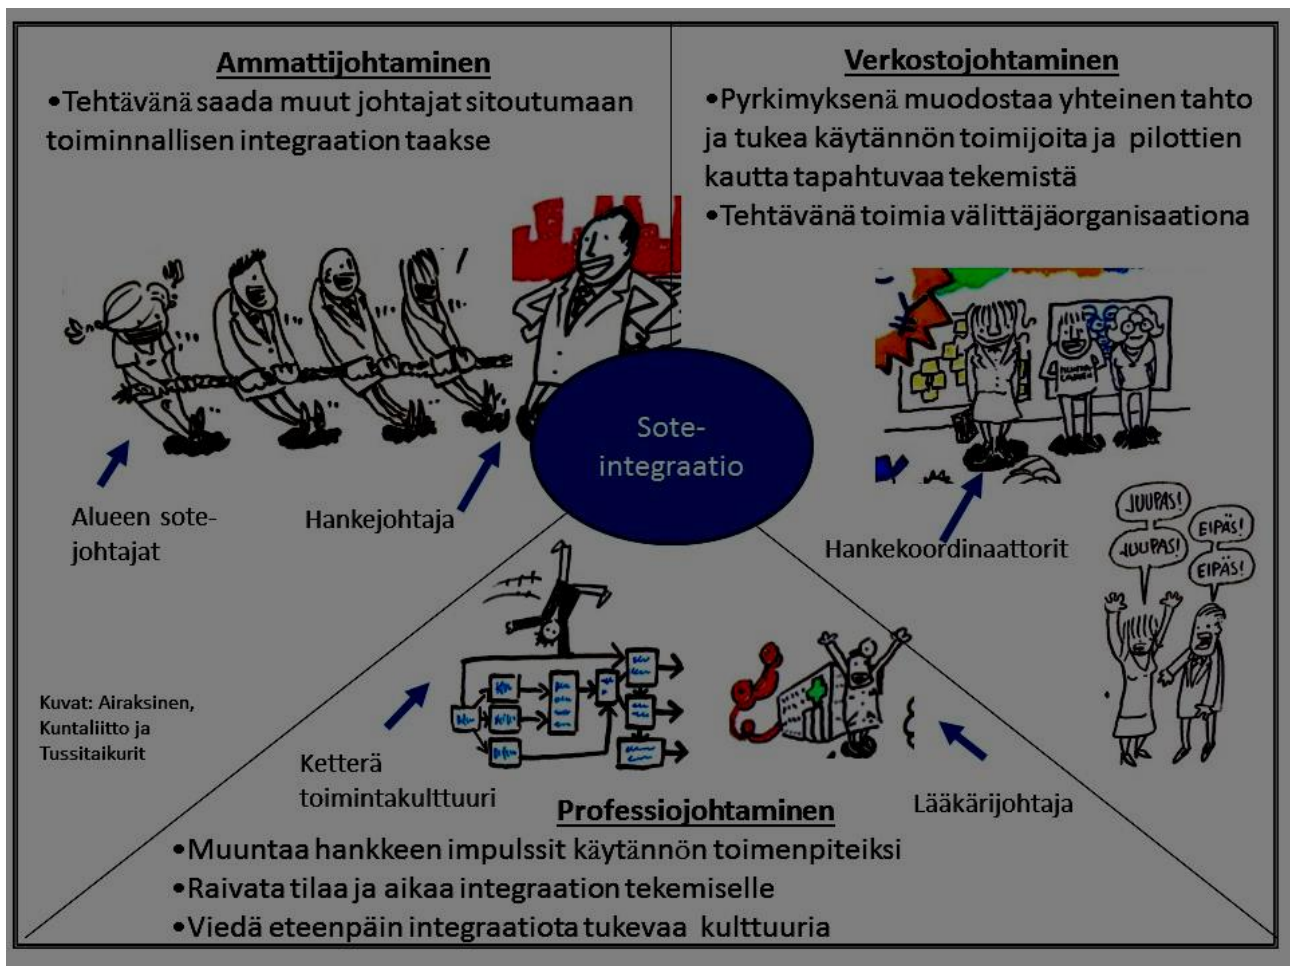 Ammattijohtaminen
•Tehtävänä saada muut johtajat sitoutumaan
toiminnallisen integraation taakse
Verkostojohtaminen
•Pyrkimyksenä muodostaa yhteinen tahto
ja tukea käytännön toimijoita ja pilottien
kautta tapahtuvaa tekemistä
•Tehtävänä toimia välittäjäorganisaationa
Sote-
integraatio
Alueen sote-
johtajat
Hankejohtaja
Hankekoordinaattorit
JUUPAS!
JUUPAS!
EIPÄS!
EIPÄS!
Kuvat: Airaksinen,
Kuntaliitto ja
Tussitaikurit
Ketterä
toimintakulttuuri
Lääkärijohtaja
Professiojohtaminen
•Muuntaa hankkeen impulssit käytännön toimenpiteiksi
•Raivata tilaa ja aikaa integraation tekemiselle
•Viedä eteenpäin integraatiota tukevaa kulttuuria